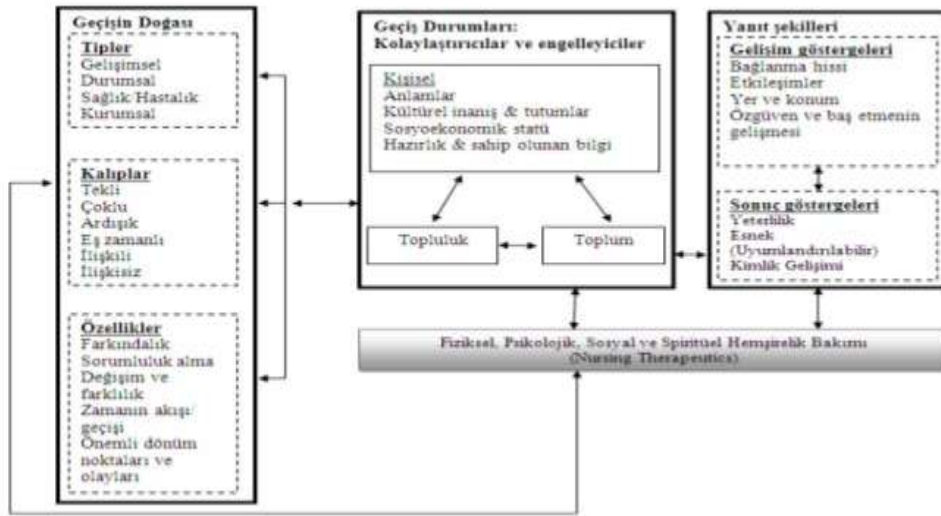 Geçişin Doğası
Tipler
Gelişimsel
Durumsal
Sağlık/Hastalık
Kurumsal
Kalıplar
Tekli
Çoklu
Ardışık
Eş zamanlı
İlişkili
İlişkisiz
Özellikler
Farkındalık
Sorumluluk alma
Değişim ve
farklılık
Zamanın akışı/
geçişi
Önemli dönüm
noktaları ve
olayları
Geçiş Durumları:
Kolaylaştırıcılar ve engelleyiciler
Kişisel
Anlamlar
Kültürel inanış & tutumlar
Sosyoekonomik statü
Hazırlık & sahip olunan bilgi
Topluluk
Toplum
Yanıt şekilleri
Gelişim göstergeleri
Bağlanma hissi
Etkileşimler
Yer ve konum
Özgüven ve baş etmenin
gelişmesi
Sonuç göstergeleri
Yeterlilik
Esnek
(Uyumlandırılabilir)
Kimlik Gelişimi
Fiziksel, Psikolojik, Sosyal ve Spiritüel Hemşirelik Bakımı
(Nursing Therapeutics)